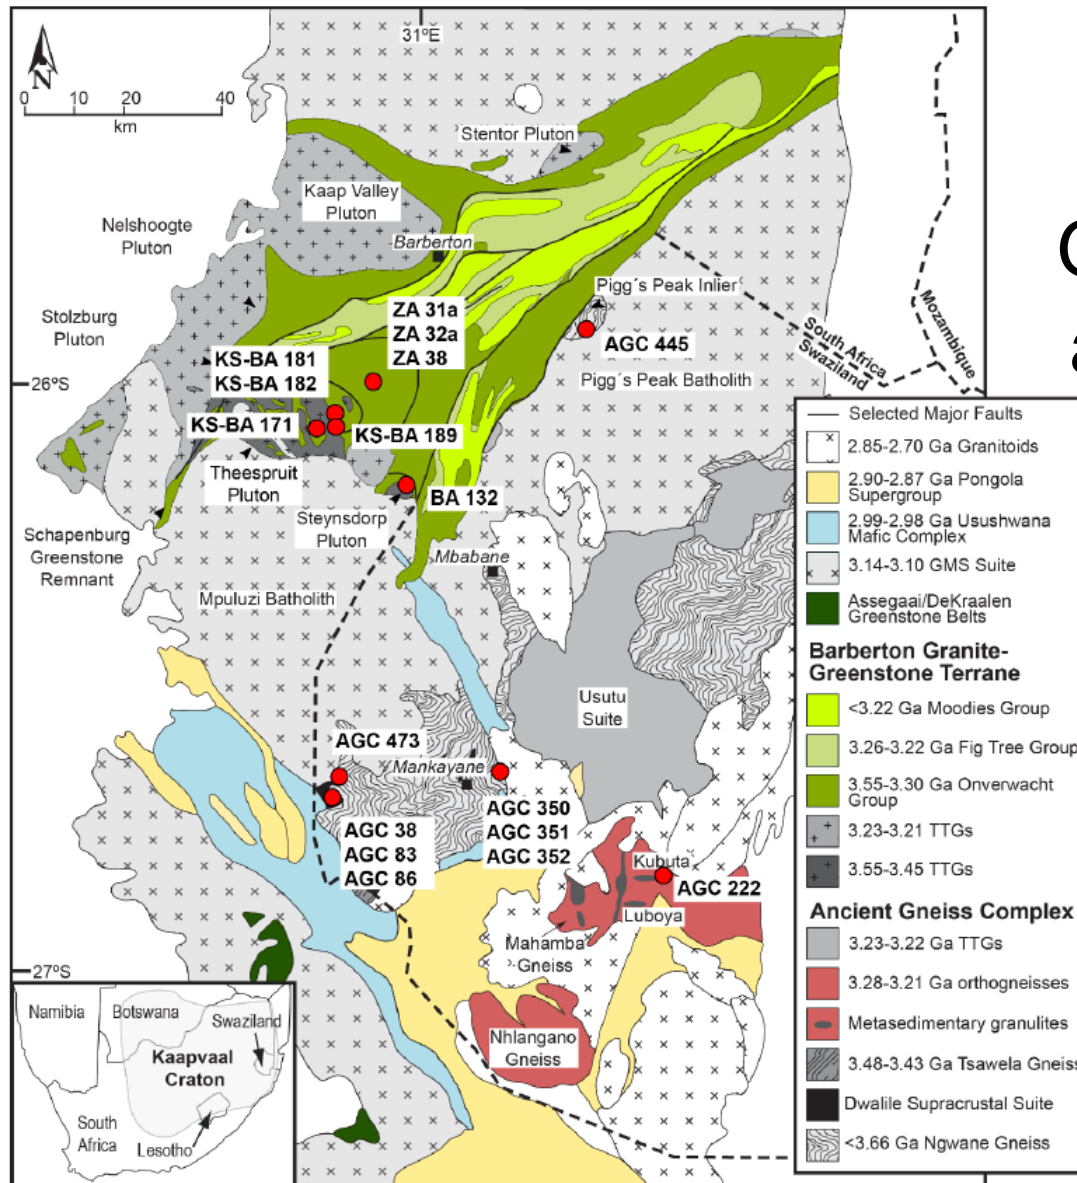 31ºE
N
0 10 20 40
km
Stentor Pluton
Kaap Valley
Pluton
Nelshoogte
Pluton
Barberton
Pigg´s Peak Inlier
ZA 31a
ZA 32a
ZA 38
Stolzburg
Pluton
South Africa
Swaziland
Mozambique
AGC 445
KS-BA 181
KS-BA 182
26ºS
Pigg´s Peak Batholith
KS-BA 171
KS-BA 189
Theespruit
Pluton
BA 132
Steynsdorp
Pluton
Schapenburg
Greenstone
Remnant
Mbabane
Mpuluzi Batholith
Usutu
Suite
AGC 473
Mankayane
AGC 350
AGC 351
AGC 352
AGC 38
AGC 83
AGC 86
Kubuta
AGC 222
Luboya
Mahamba
Gneiss
27ºS
Nhlangano
Gneiss
Namibia
Botswana
Swaziland
Kaapvaal
Craton
South
Africa
Lesotho
Selected Major Faults
2.85-2.70 Ga Granitoids
2.90-2.87 Ga Pongola
Supergroup
2.99-2.98 Ga Usushwana
Mafic Complex
3.14-3.10 GMS Suite
Assegaai/DeKraalen
Greenstone Belts
Barberton Granite-
Greenstone Terrane
<3.22 Ga Moodies Group
3.26-3.22 Ga Fig Tree Group
3.55-3.30 Ga Onverwacht
Group
3.23-3.21 TTGs
3.55-3.45 TTGs
Ancient Gneiss Complex
3.23-3.22 Ga TTGs
3.28-3.21 Ga orthogneisses
Metasedimentary granulites
3.48-3.43 Ga Tsawela Gneiss
Dwalile Supracrustal Suite
<3.66 Ga Ngwane Gneiss